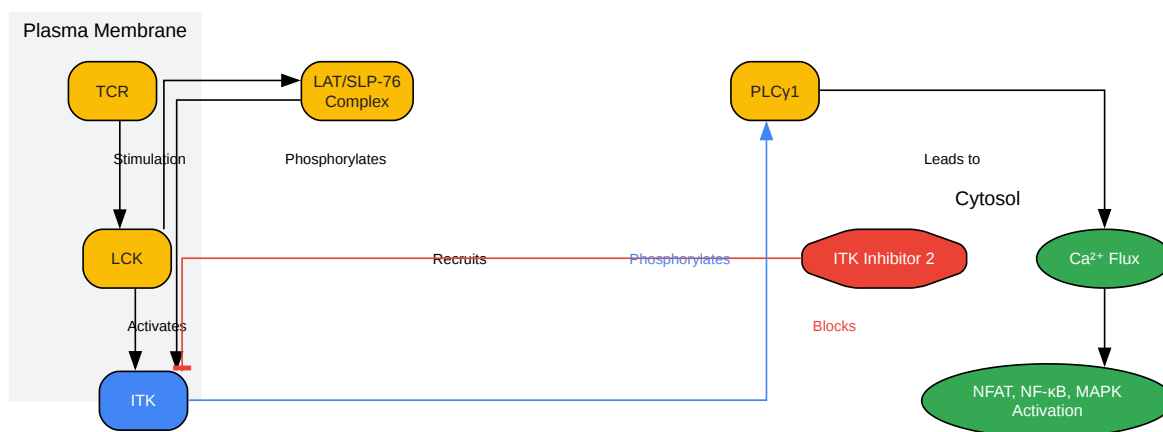 Plasma Membrane
TCR
LAT/SLP-76
Complex
PLCγ1
Stimulation
Phosphorylates
Leads to
Cytosol
LCK
Recruits
Phosphorylates
ITK Inhibitor 2
Ca²⁺ Flux
Activates
Blocks
ITK
NFAT, NF-κB, MAPK
Activation